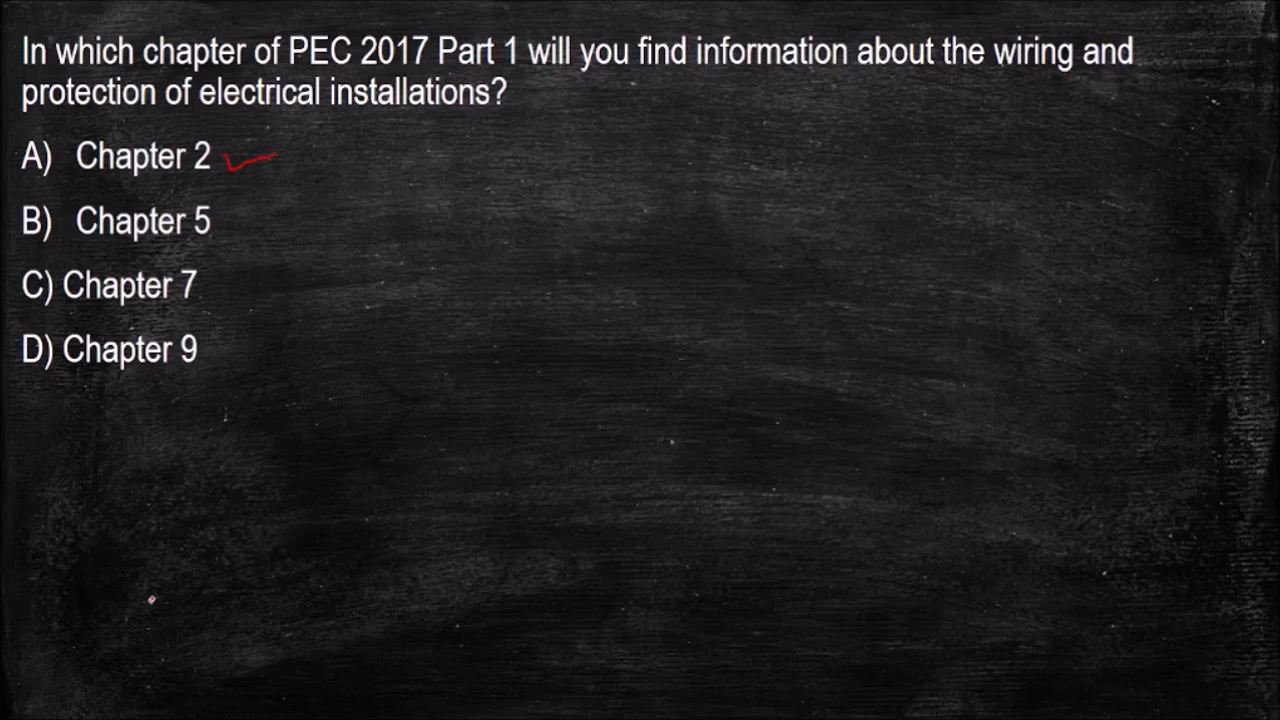 In which chapter of PEC 2017 Part 1 will you find information about the wiring and
protection of electrical installations?
A) Chapter 2
B) Chapter 5
C) Chapter 7
D) Chapter 9